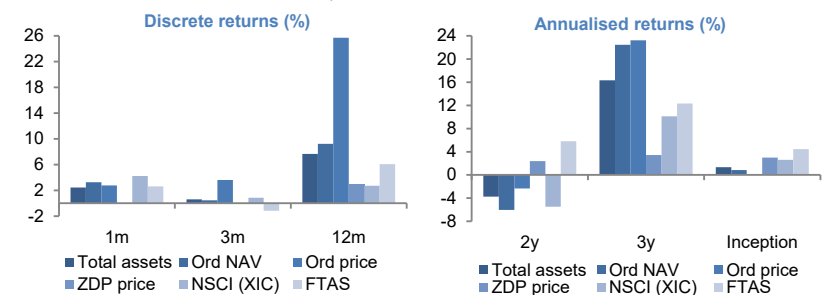 Discrete returns (%)
26
22
18
14
10
6
2
-2
1m 3m 12m
Total assets Ord NAV Ord price
ZDP price NSCI (XIC) FTAS
Annualised returns (%)
24
20
16
12
8
4
0
-4
-8
2y 3y Inception
Total assets Ord NAV Ord price
ZDP price NSCI (XIC) FTAS